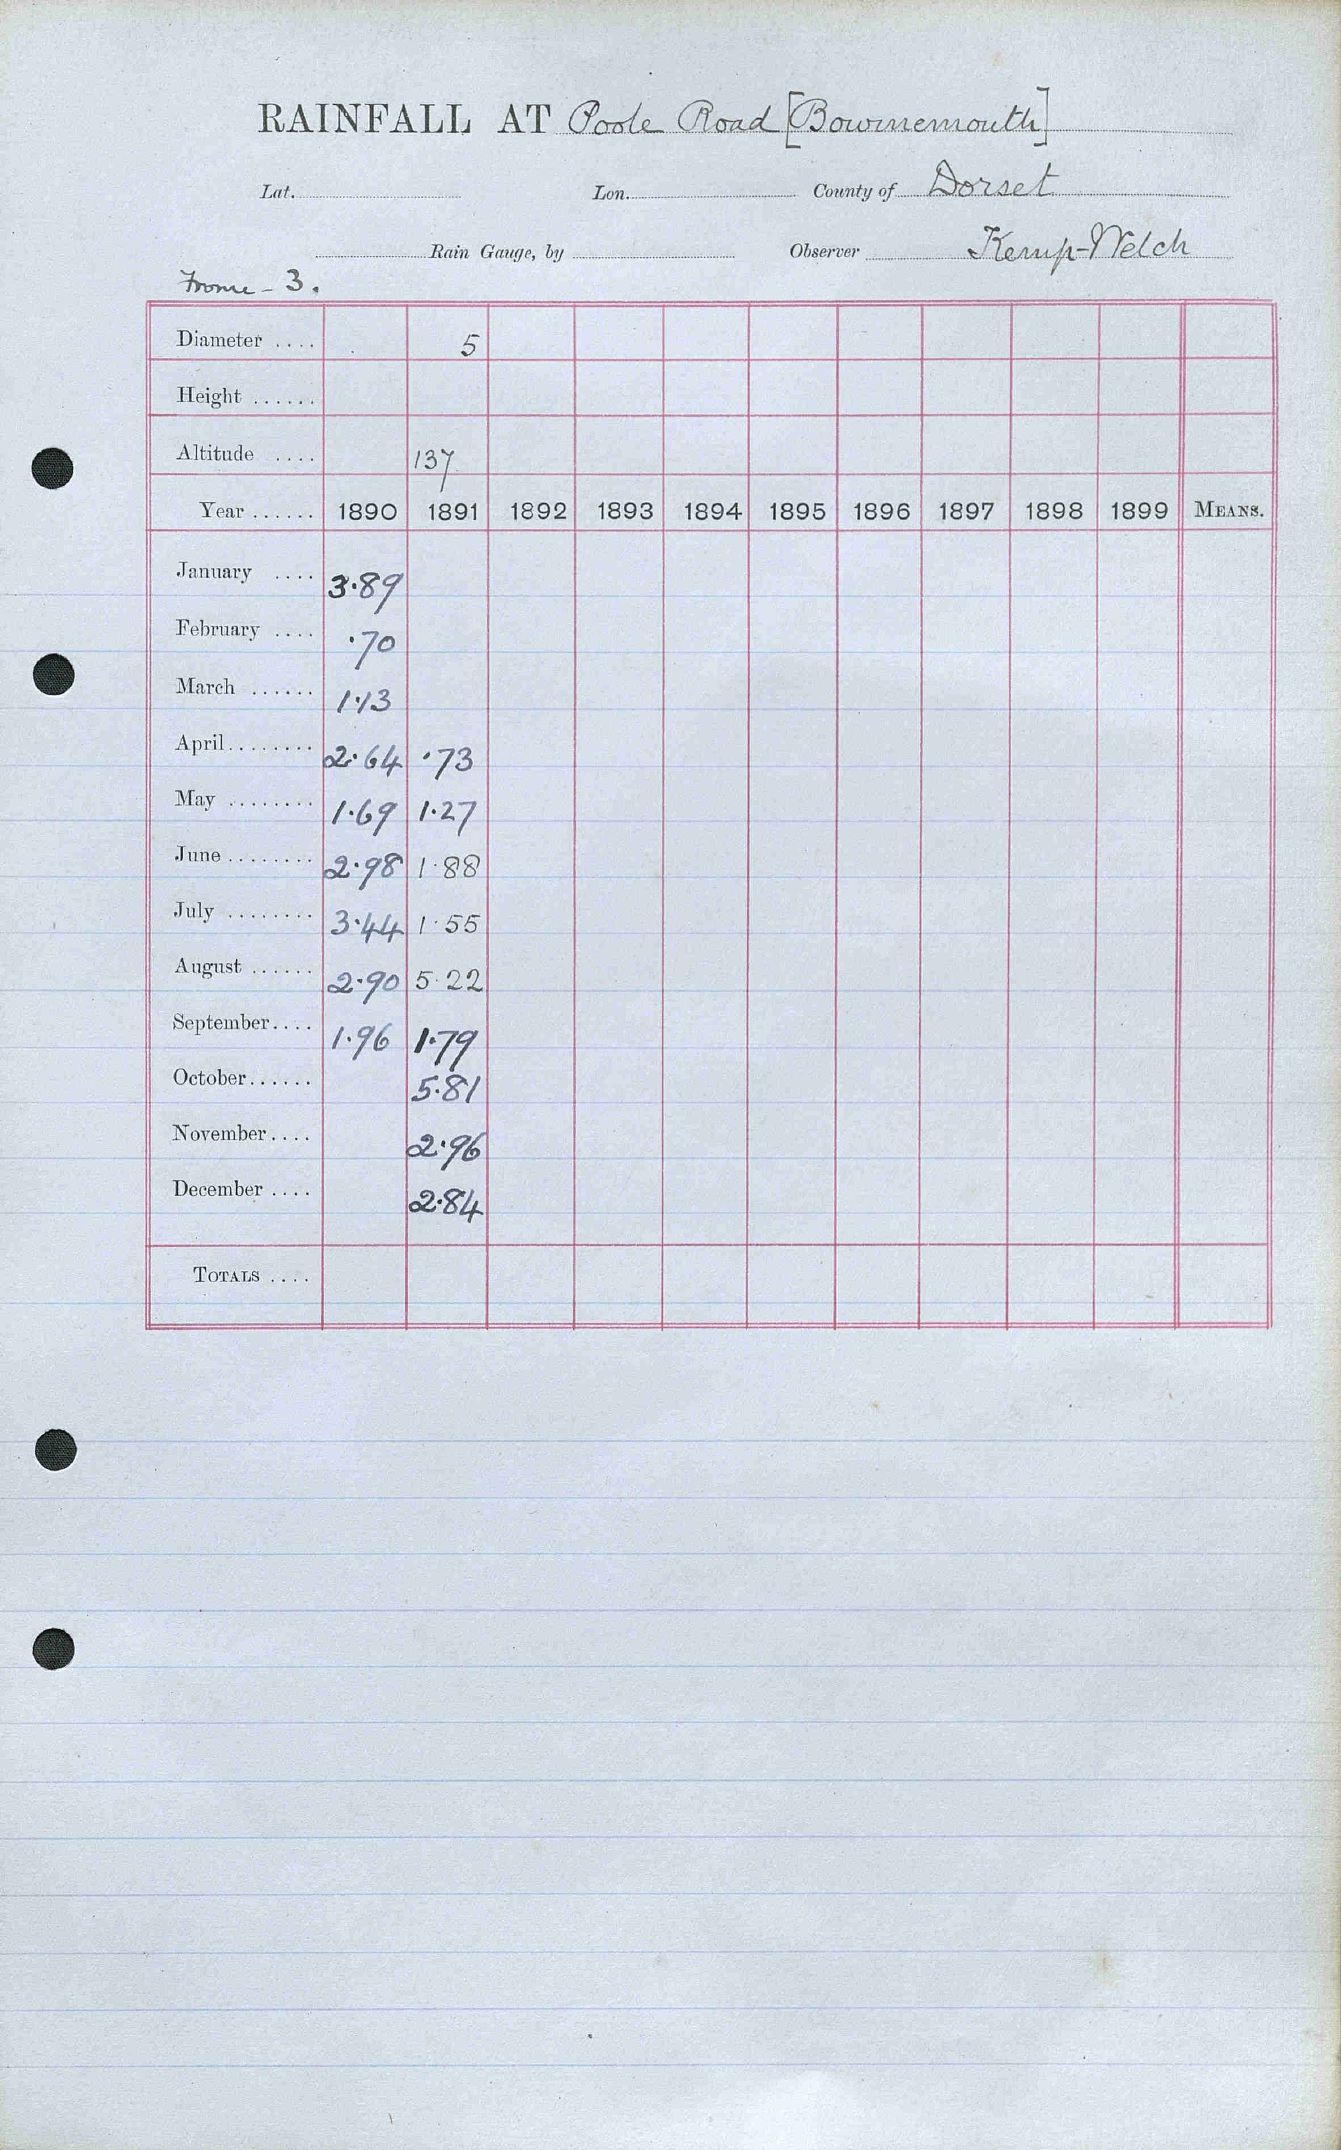 RAINFALL AT Poole Road [Bournemouth]
Lat. Lon. County of Dorset
Rain Gauge, by Observer Kemp-Welch
Frome - 3.
Diameter .... 5
Height ......
Altitude .... 137
Year ...... 1890 1891 1892 1893 1894 1895 1896 1897 1898 1899 MEANS.
January .... 3.89
February .... .70
March ...... 1.13
April ........ 2.64 .73
May ........ 1.69 1.27
June ........ 2.98 1.88
July ........ 3.44 1.55
August ...... 2.90 5.22
September .... 1.96 1.79
October ...... 5.81
November .... 2.96
December .... 2.84
TOTALS ....